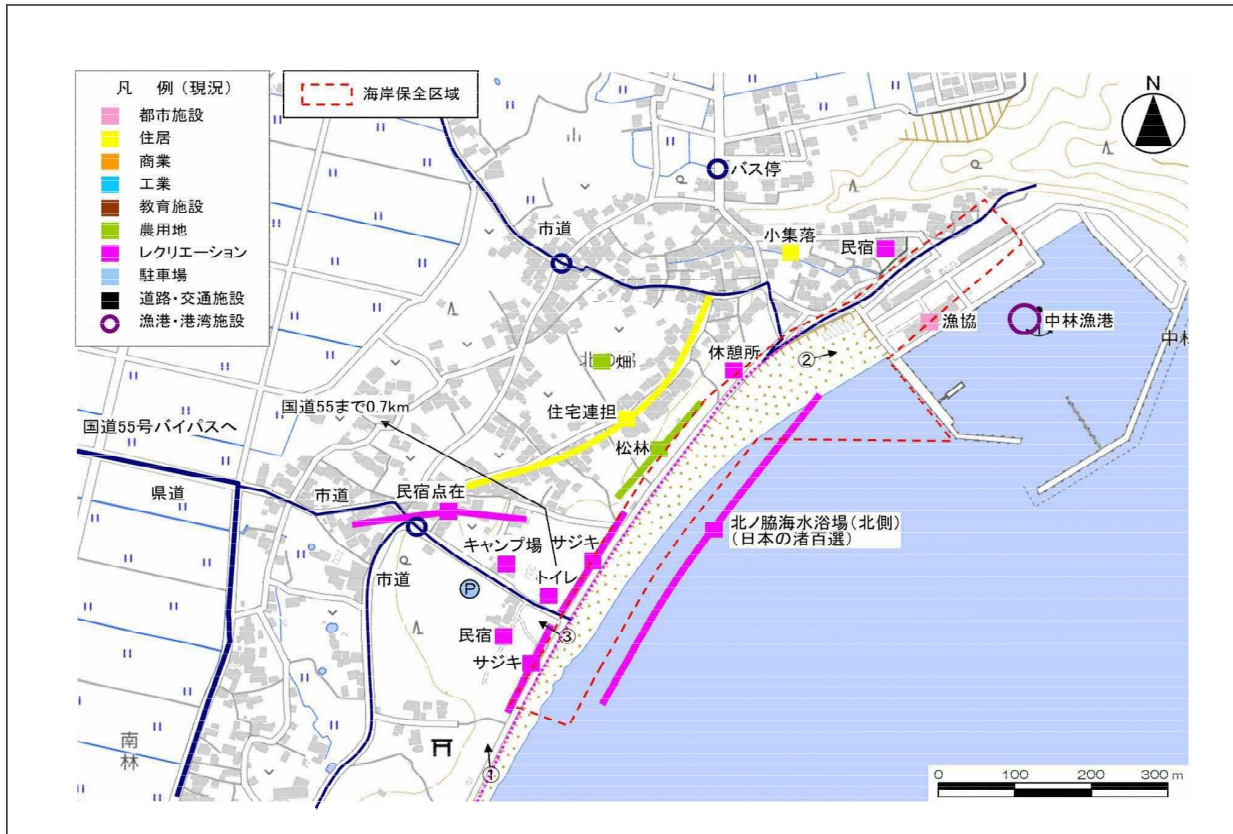 凡 例(現況)
都市施設
住居
商業
工業
教育施設
農用地
レクリエーション
駐車場
道路・交通施設
漁港・港湾施設
海岸保全区域
N
バス停
市道
小集落
民宿
漁協
中林漁港
中林
休憩所
②
畑
国道55まで0.7km
住宅連担
国道55号バイパスへ
松林
県道
市道
民宿点在
北ノ脇海水浴場(北側)
(日本の渚百選)
キャンプ場
サジキ
市道
トイレ
P
③
民宿
サジキ
南林
①
0 100 200 300 m